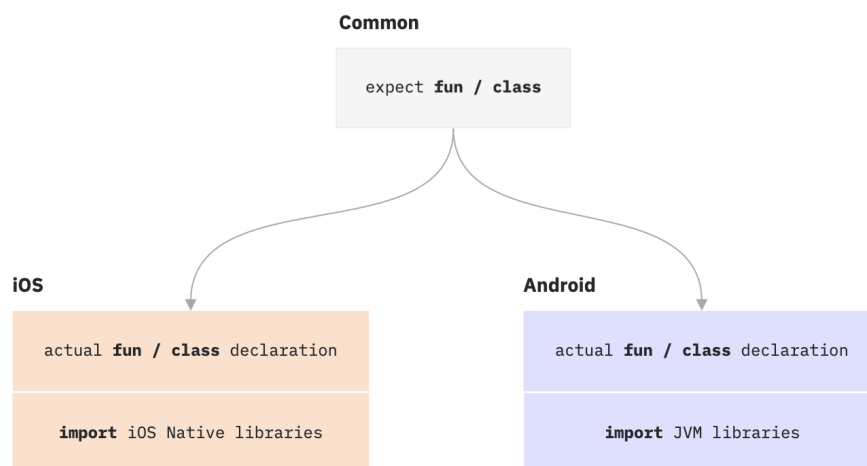 Common
expect fun / class
iOS
Android
actual fun / class declaration
actual fun / class declaration
import iOS Native libraries
import JVM libraries